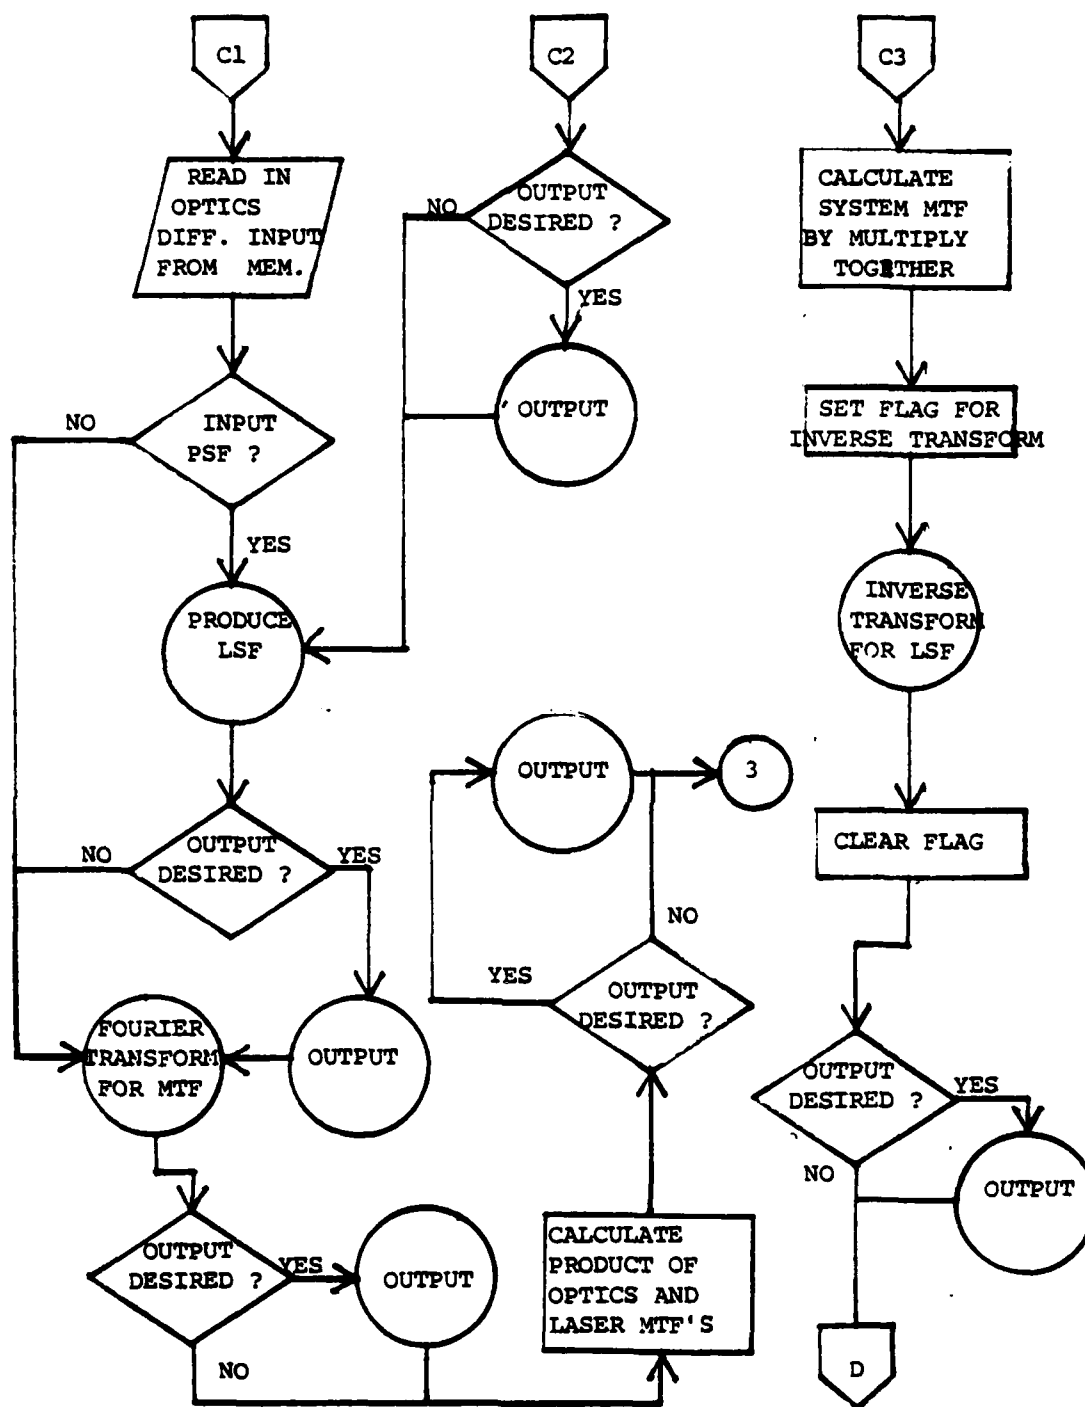 C1
READ IN
OPTICS
DIFF. INPUT
FROM MEM.
NO
INPUT
PSF ?
YES
PRODUCE
LSF
NO
OUTPUT
DESIRED ?
YES
FOURIER
TRANSFORM
FOR MTF
OUTPUT
OUTPUT
DESIRED ?
YES
OUTPUT
NO
C2
NO
OUTPUT
DESIRED ?
YES
OUTPUT
OUTPUT
3
NO
YES
OUTPUT
DESIRED ?
CALCULATE
PRODUCT OF
OPTICS AND
LASER MTF'S
C3
CALCULATE
SYSTEM MTF
BY MULTIPLY
TOGETHER
SET FLAG FOR
INVERSE TRANSFORM
INVERSE
TRANSFORM
FOR LSF
CLEAR FLAG
OUTPUT
DESIRED ?
YES
NO
OUTPUT
D